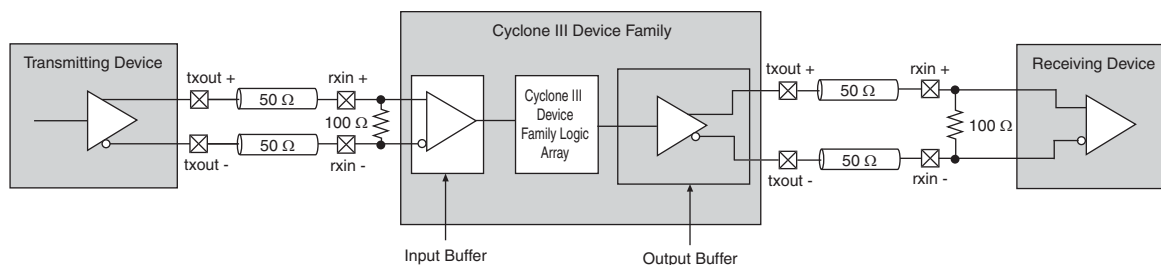 Cyclone III Device Family
Transmitting Device
txout +
rxin +
50 Ω
100 Ω
50 Ω
txout -
rxin -
Cyclone III
Device
Family Logic
Array
txout +
rxin +
50 Ω
100 Ω
50 Ω
txout -
rxin -
Receiving Device
Input Buffer
Output Buffer